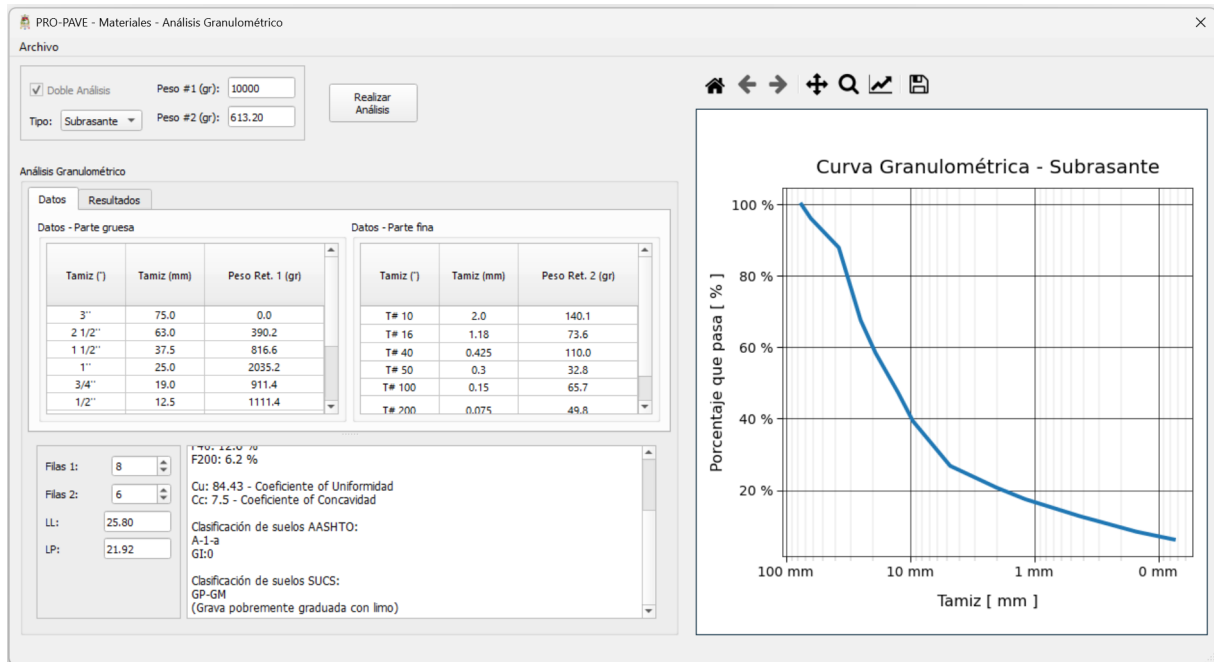 PRO-PAVE - Materiales - Análisis Granulométrico
Archivo
Doble Análisis
Peso #1 (gr): 10000
Tipo: Subrasante
Peso #2 (gr): 613.20
Realizar
Análisis
Análisis Granulométrico
Datos Resultados
Datos - Parte gruesa
Tamiz (') Tamiz (mm) Peso Ret. 1 (gr)
3'' 75.0 0.0
2 1/2'' 63.0 390.2
1 1/2'' 37.5 816.6
1'' 25.0 2035.2
3/4'' 19.0 911.4
1/2'' 12.5 1111.4
Datos - Parte fina
Tamiz (') Tamiz (mm) Peso Ret. 2 (gr)
T# 10 2.0 140.1
T# 16 1.18 73.6
T# 40 0.425 110.0
T# 50 0.3 32.8
T# 100 0.15 65.7
T# 200 0.075 49.8
Filas 1: 8
Filas 2: 6
LL: 25.80
LP: 21.92
F200: 6.2 %
Cu: 84.43 - Coeficiente of Uniformidad
Cc: 7.5 - Coeficiente of Concavidad
Clasificación de suelos AASHTO:
A-1-a
GI:0
Clasificación de suelos SUCS:
GP-GM
(Grava pobremente graduada con limo)
Curva Granulométrica - Subrasante
Porcentaje que pasa [ % ]
100 %
80 %
60 %
40 %
20 %
100 mm 10 mm 1 mm 0 mm
Tamiz [ mm ]